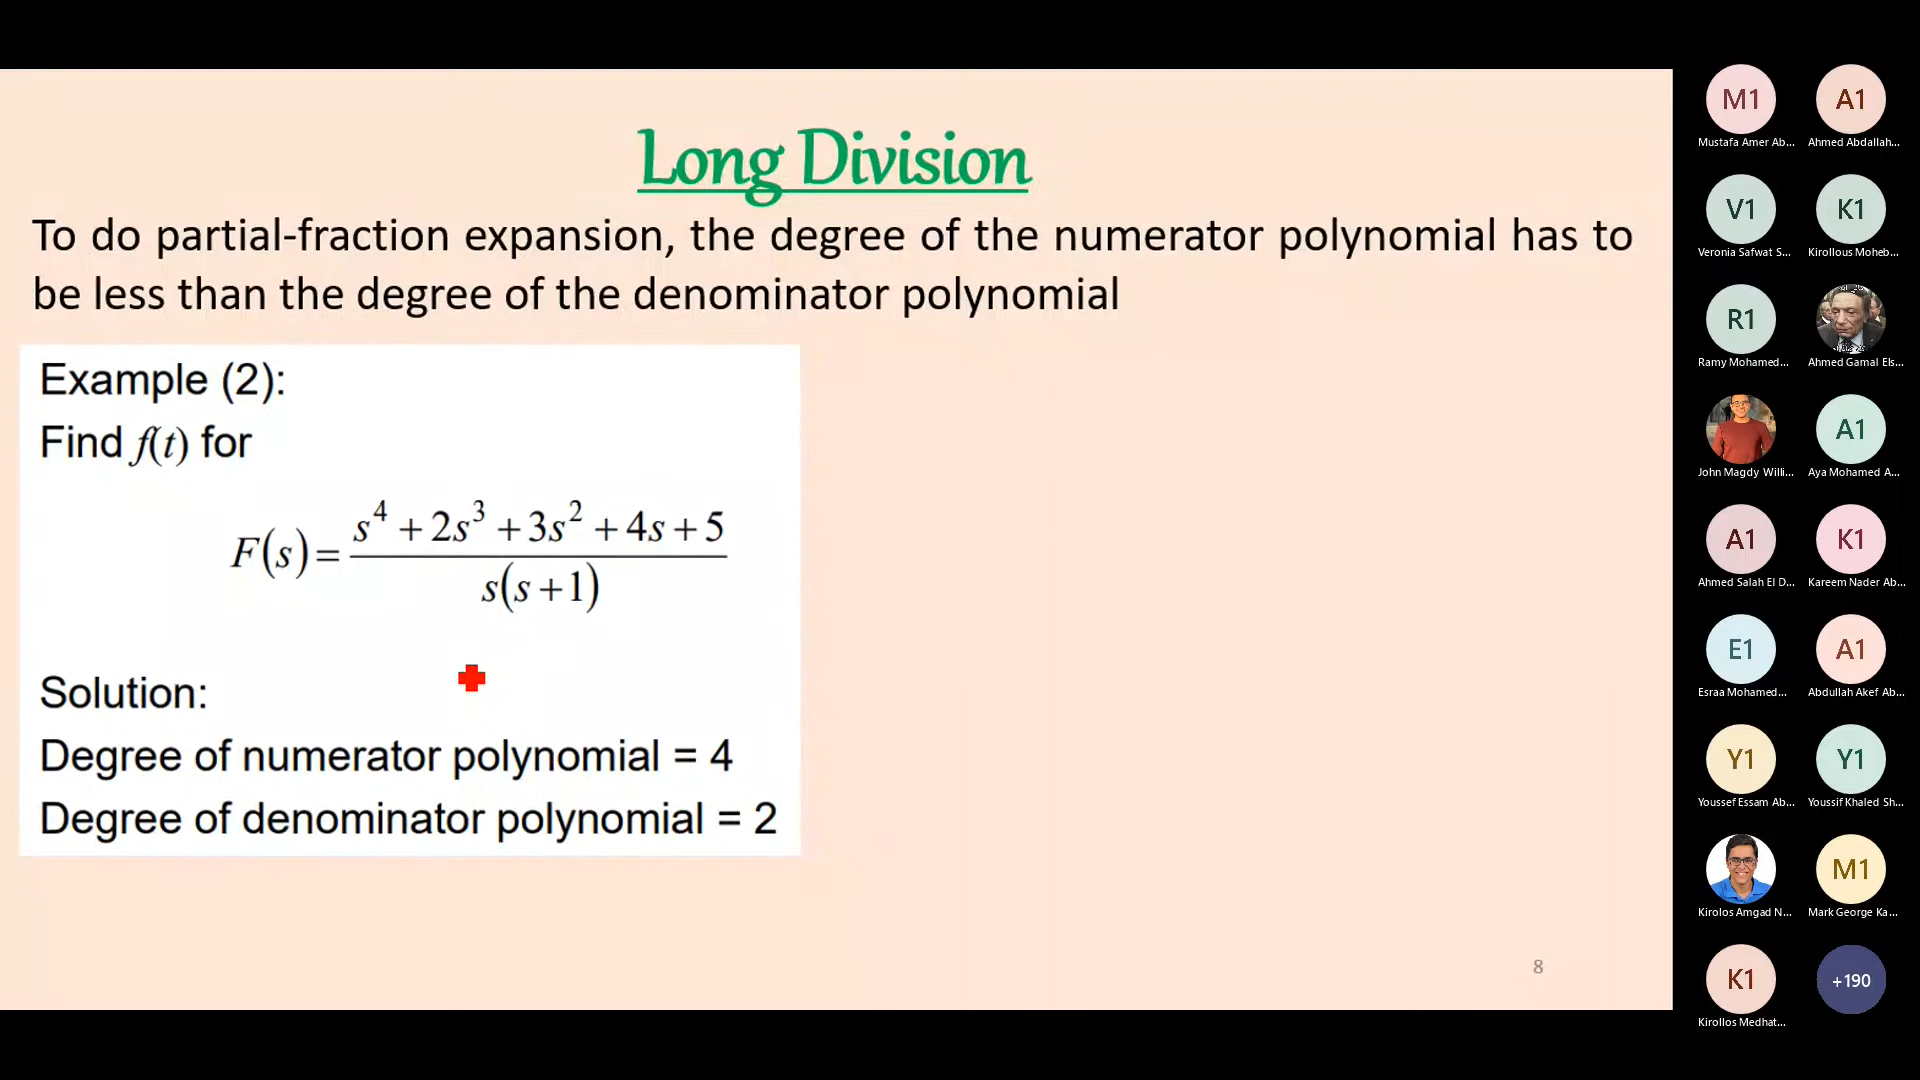 Long Division
To do partial-fraction expansion, the degree of the numerator polynomial has to
be less than the degree of the denominator polynomial
Example (2):
Find f(t) for
F(s) = (s⁴ + 2s³ + 3s² + 4s + 5) / (s(s + 1))
Solution:
Degree of numerator polynomial = 4
Degree of denominator polynomial = 2
8
M1
Mustafa Amer Ab...
A1
Ahmed Abdallah...
V1
Veronia Safwat S...
K1
Kirollous Moheb...
R1
Ramy Mohamed...
Ahmed Gamal Els...
John Magdy Willi...
A1
Aya Mohamed A...
A1
Ahmed Salah El D...
K1
Kareem Nader Ab...
E1
Esraa Mohamed...
A1
Abdullah Akef Ab...
Y1
Youssef Essam Ab...
Y1
Youssif Khaled Sh...
Kirolos Amgad N...
M1
Mark George Ka...
K1
Kirollos Medhat...
+190